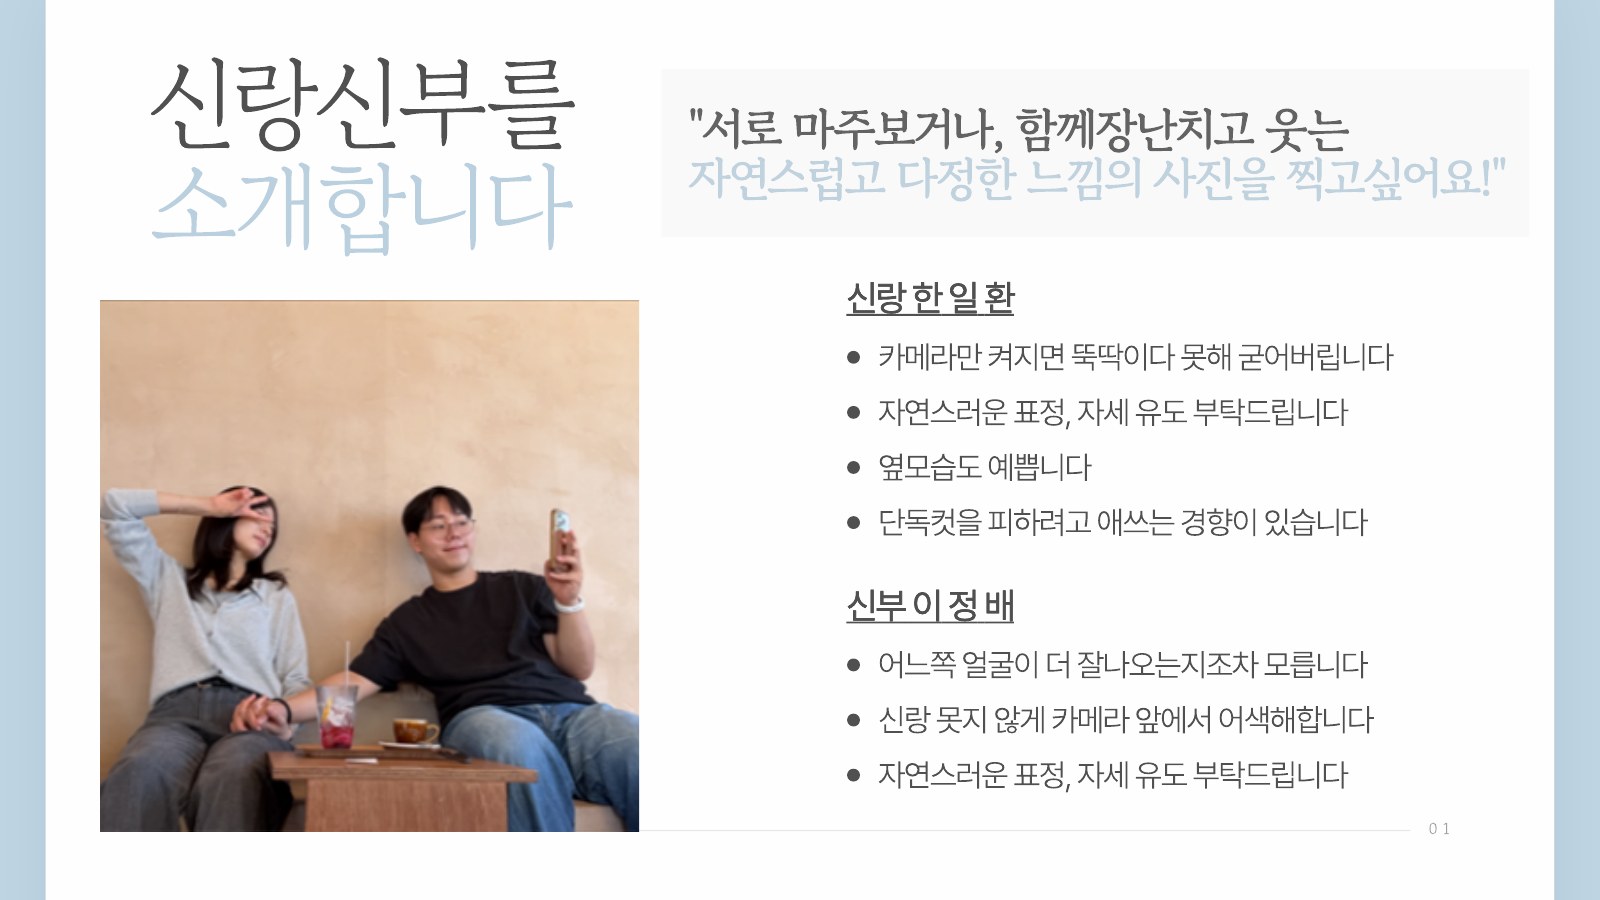 신랑신부를
소개합니다
"서로 마주보거나, 함께장난치고 웃는
자연스럽고 다정한 느낌의 사진을 찍고싶어요!"
신랑 한 일 환
● 카메라만 켜지면 뚝딱이다 못해 굳어버립니다
● 자연스러운 표정, 자세 유도 부탁드립니다
● 옆모습도 예쁩니다
● 단독컷을 피하려고 애쓰는 경향이 있습니다
신부 이 정 배
● 어느쪽 얼굴이 더 잘나오는지조차 모릅니다
● 신랑 못지 않게 카메라 앞에서 어색해합니다
● 자연스러운 표정, 자세 유도 부탁드립니다
01